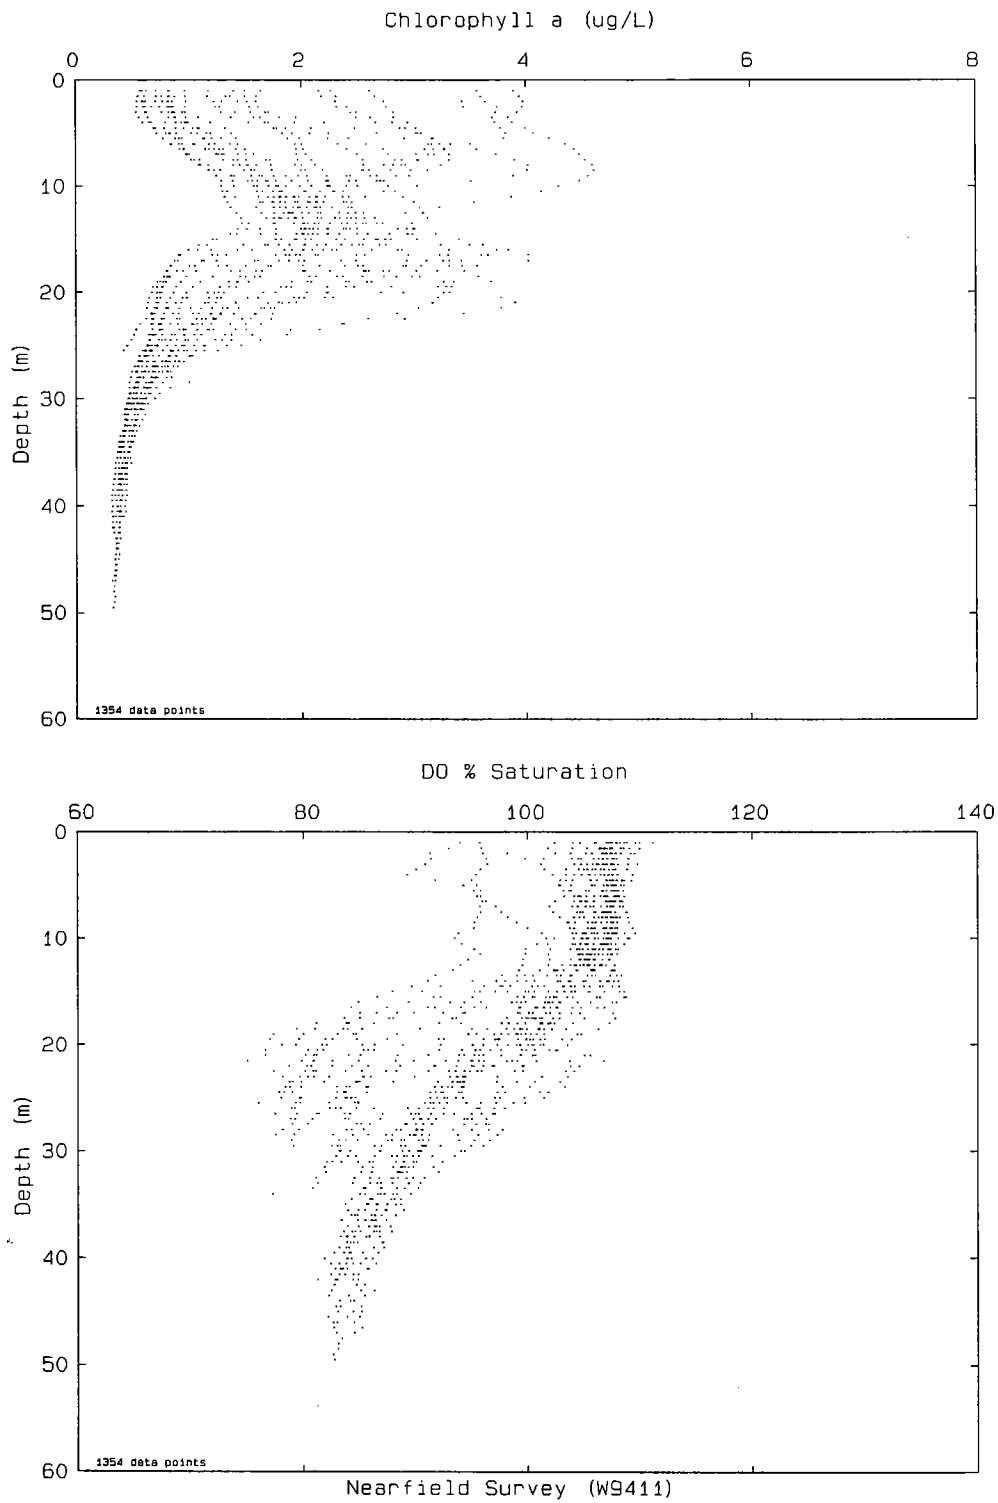 Chlorophyll a (ug/L)
0 2 4 6 8
0
10
20
30
40
50
60
Depth (m)
1354 data points
DO % Saturation
60 80 100 120 140
0
10
20
30
40
50
60
Depth (m)
1354 data points
Nearfield Survey (W9411)